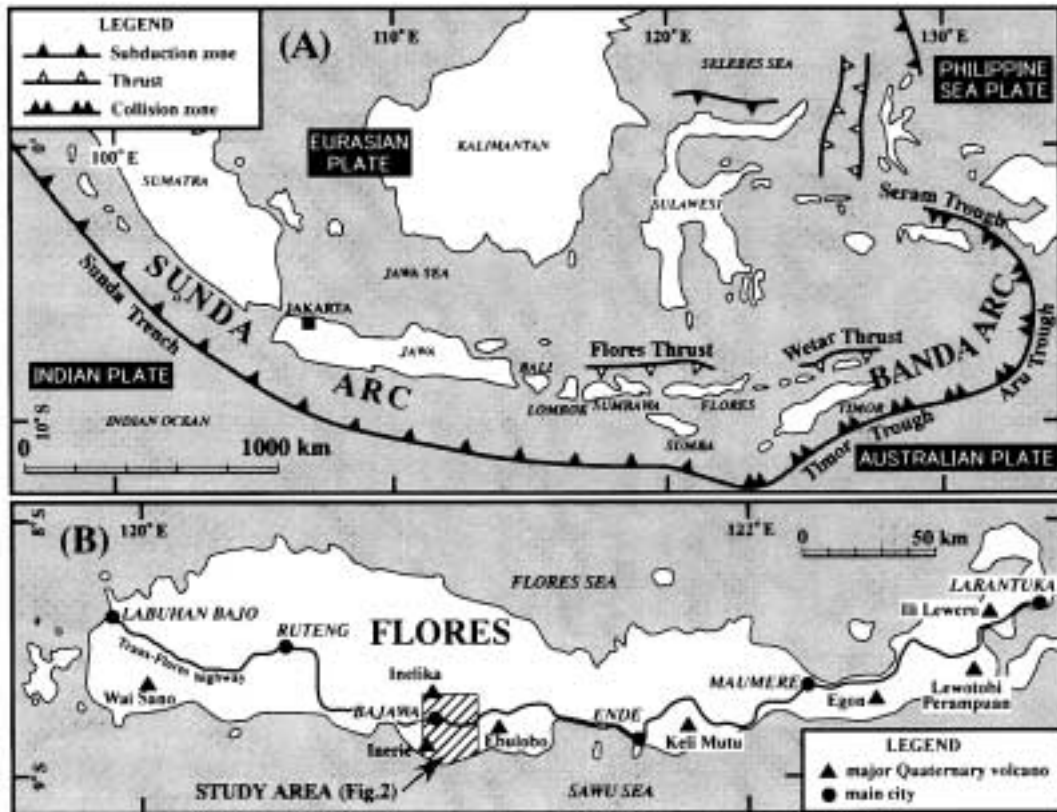 LEGEND
Subduction zone
Thrust
Collision zone
(A)
110°E
120°E
130°E
100°E
10°S
SELEBES SEA
PHILIPPINE
SEA PLATE
EURASIAN
PLATE
KALIMANTAN
SUMATRA
SULAWESI
Seram Trough
JAWA SEA
SUNDA
ARC
Sunda Trench
JAKARTA
JAWA
BALI
LOMBOK
SUMBAWA
FLORES
SUMBA
Flores Thrust
Wetar Thrust
BANDA ARC
Aru Trough
TIMOR
Timor Trough
INDIAN PLATE
INDIAN OCEAN
AUSTRALIAN PLATE
0 1000 km
(B)
120°E
122°E
8°S
9°S
0 50 km
FLORES SEA
LARANTUKA
Ili Lewero
LABUHAN BAJO
RUTENG
FLORES
Trans-Flores highway
Wai Sano
Inelika
BAJAWA
Inerie
Ebulobo
ENDE
Keli Mutu
MAUMERE
Egon
Lewotobi
Perampuan
STUDY AREA (Fig.2)
SAWU SEA
LEGEND
major Quaternary volcano
main city